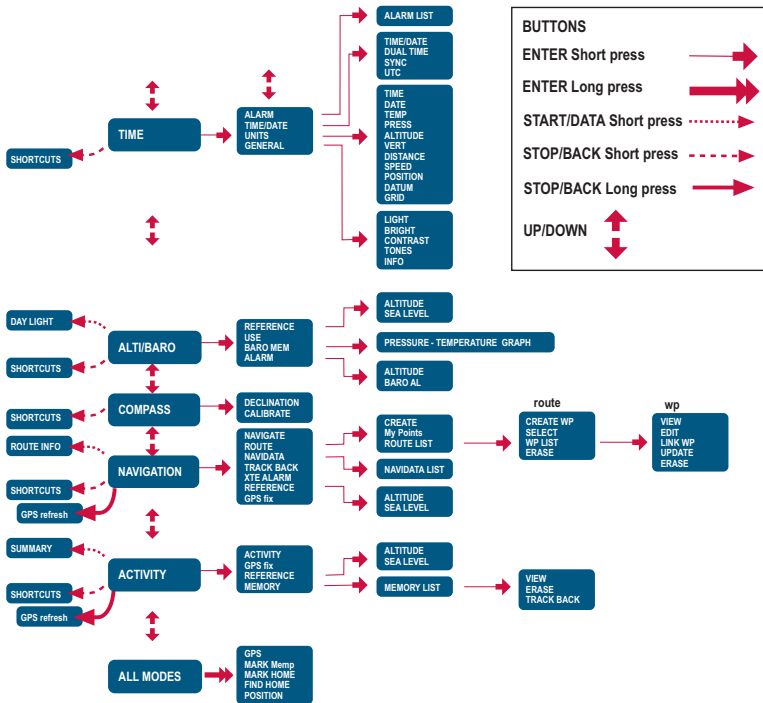 BUTTONS
ENTER Short press
ENTER Long press
START/DATA Short press
STOP/BACK Short press
STOP/BACK Long press
UP/DOWN
SHORTCUTS
TIME
ALARM
TIME/DATE
UNITS
GENERAL
ALARM LIST
TIME/DATE
DUAL TIME
SYNC
UTC
TIME
DATE
TEMP
PRESS
ALTITUDE
VERT
DISTANCE
SPEED
POSITION
DATUM
GRID
LIGHT
BRIGHT
CONTRAST
TONES
INFO
DAY LIGHT
SHORTCUTS
ALTI/BARO
REFERENCE
USE
BARO MEM
ALARM
ALTITUDE
SEA LEVEL
PRESSURE - TEMPERATURE GRAPH
ALTITUDE
BARO AL
SHORTCUTS
COMPASS
DECLINATION
CALIBRATE
ROUTE INFO
SHORTCUTS
GPS refresh
NAVIGATION
NAVIGATE
ROUTE
NAVIDATA
TRACK BACK
XTE ALARM
REFERENCE
GPS fix
CREATE
My Points
ROUTE LIST
NAVIDATA LIST
ALTITUDE
SEA LEVEL
route
CREATE WP
SELECT
WP LIST
ERASE
wp
VIEW
EDIT
LINK WP
UPDATE
ERASE
SUMMARY
SHORTCUTS
GPS refresh
ACTIVITY
ACTIVITY
GPS fix
REFERENCE
MEMORY
ALTITUDE
SEA LEVEL
MEMORY LIST
VIEW
ERASE
TRACK BACK
ALL MODES
GPS
MARK Memp
MARK HOME
FIND HOME
POSITION